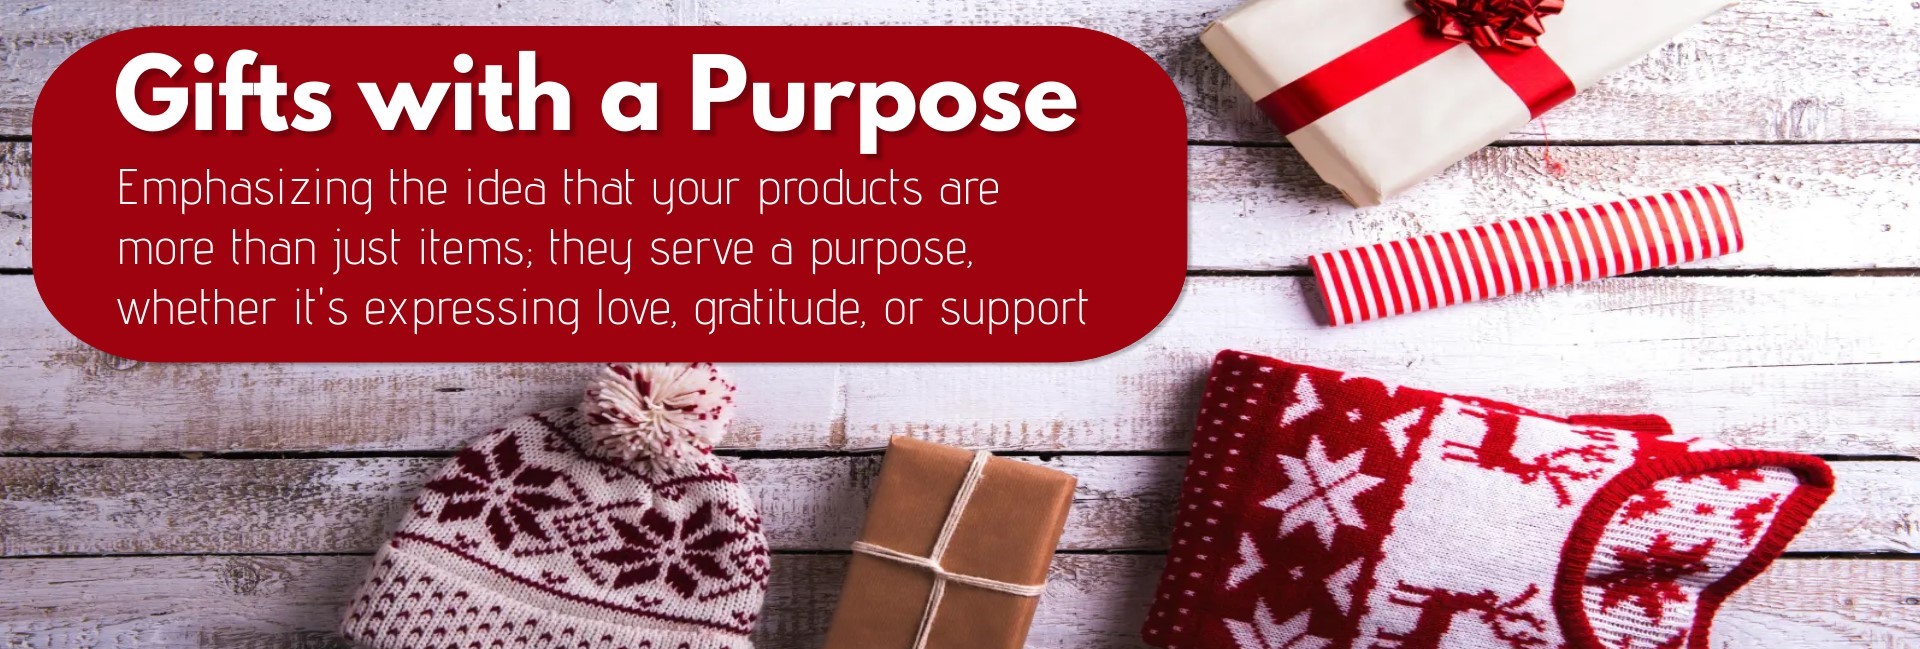 Gifts with a Purpose
Emphasizing the idea that your products are
more than just items; they serve a purpose,
whether it's expressing love, gratitude, or support